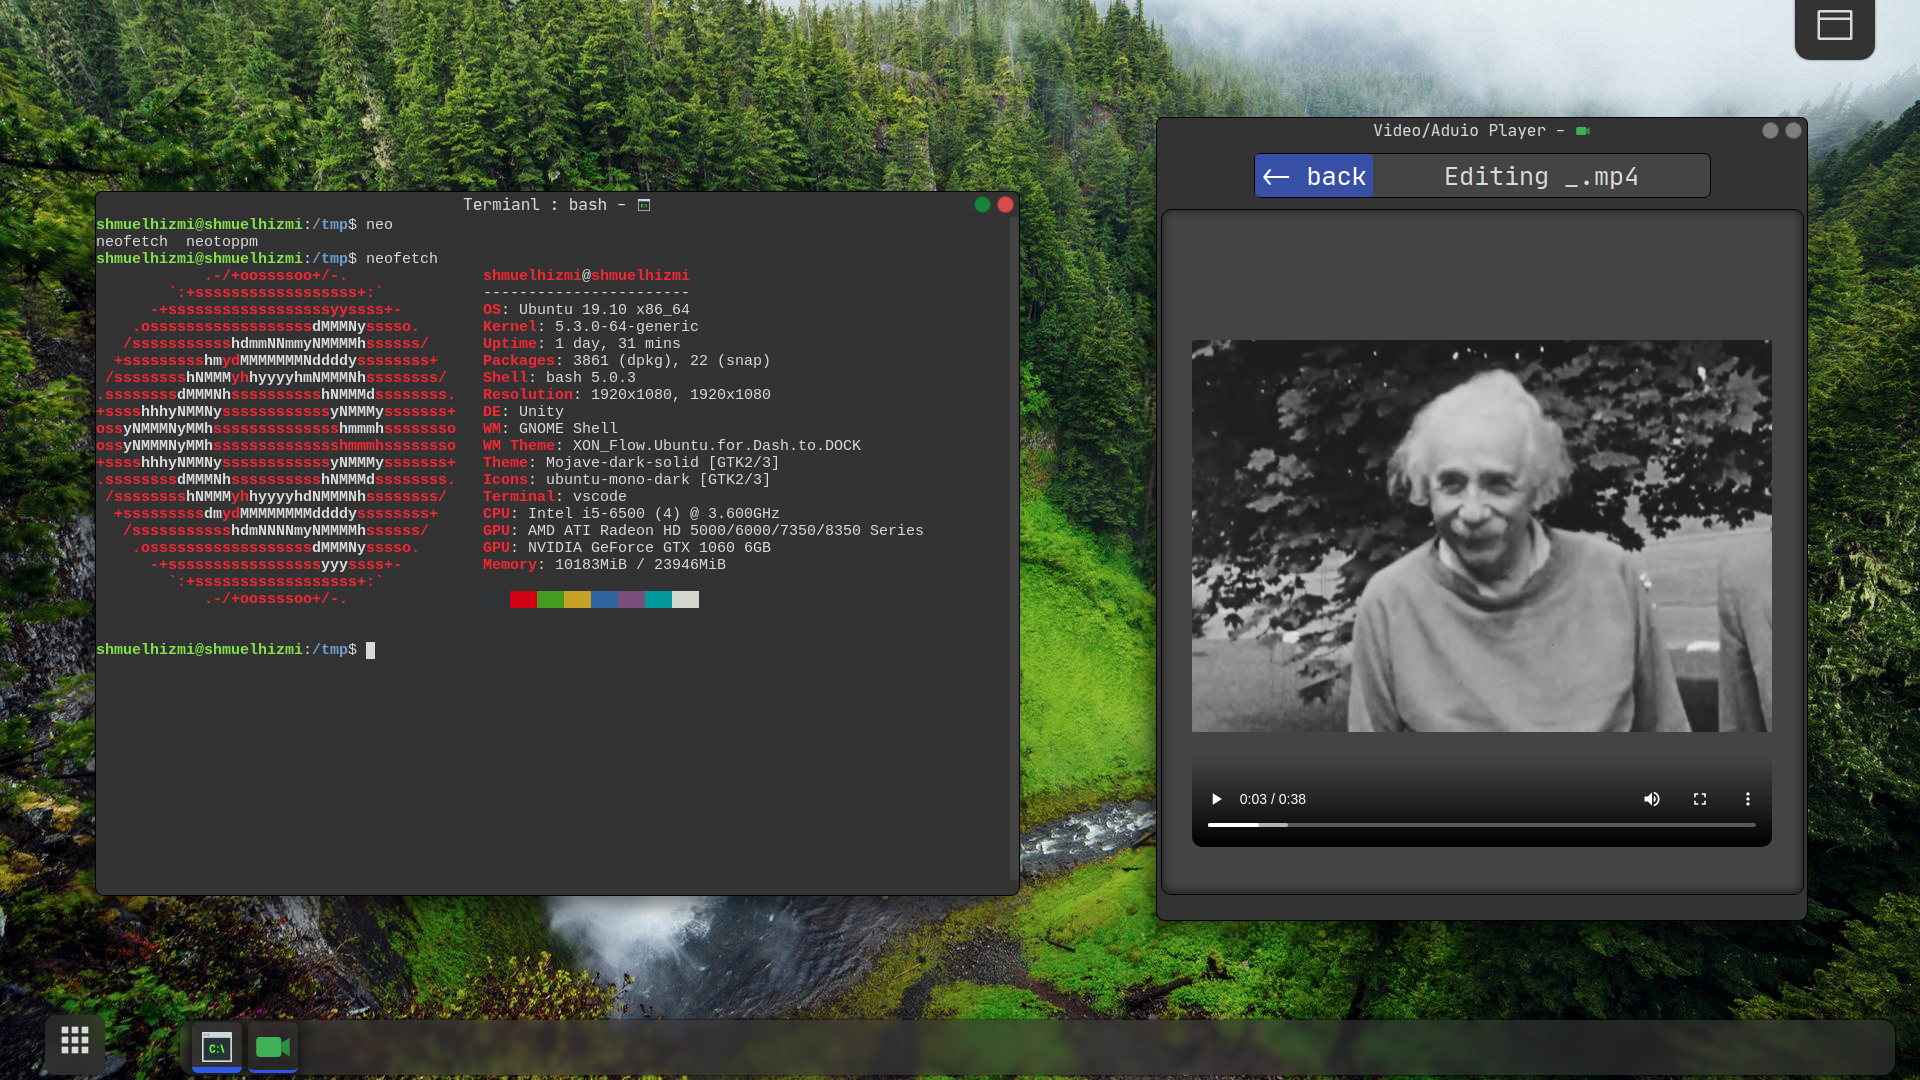 Termianl : bash –
shmuelhizmi@shmuelhizmi:/tmp$ neo
neofetch  neotoppm
shmuelhizmi@shmuelhizmi:/tmp$ neofetch
.-/+oossssoo+/-.               shmuelhizmi@shmuelhizmi
`:+ssssssssssssssssss+:`           -----------------------
-+ssssssssssssssssssyyssss+-         OS: Ubuntu 19.10 x86_64
.ossssssssssssssssssdMMMNysssso.       Kernel: 5.3.0-64-generic
/ssssssssssshdmmNNmmyNMMMMhssssss/      Uptime: 1 day, 31 mins
+ssssssssshmydMMMMMMMNddddyssssssss+     Packages: 3861 (dpkg), 22 (snap)
/sssssssshNMMMyhhyyyyhmNMMMNhssssssss/    Shell: bash 5.0.3
.ssssssssdMMMNhsssssssssshNMMMdssssssss.   Resolution: 1920x1080, 1920x1080
+sssshhhyNMMNyssssssssssssyNMMMysssssss+   DE: Unity
ossyNMMMNyMMhsssssssssssssshmmmhssssssso   WM: GNOME Shell
ossyNMMMNyMMhsssssssssssssshmmmhssssssso   WM Theme: XON_Flow.Ubuntu.for.Dash.to.DOCK
+sssshhhyNMMNyssssssssssssyNMMMysssssss+   Theme: Mojave-dark-solid [GTK2/3]
.ssssssssdMMMNhsssssssssshNMMMdssssssss.   Icons: ubuntu-mono-dark [GTK2/3]
/sssssssshNMMMyhhyyyyhdNMMMNhssssssss/    Terminal: vscode
+sssssssssdmydMMMMMMMMddddyssssssss+     CPU: Intel i5-6500 (4) @ 3.600GHz
/ssssssssssshdmNNNNmyNMMMMhssssss/      GPU: AMD ATI Radeon HD 5000/6000/7350/8350 Series
.ossssssssssssssssssdMMMNysssso.       GPU: NVIDIA GeForce GTX 1060 6GB
-+sssssssssssssssssyyyssss+-         Memory: 10183MiB / 23946MiB
`:+ssssssssssssssssss+:`
.-/+oossssoo+/-.
shmuelhizmi@shmuelhizmi:/tmp$
Video/Aduio Player –
← back
Editing _.mp4
0:03 / 0:38
C:\